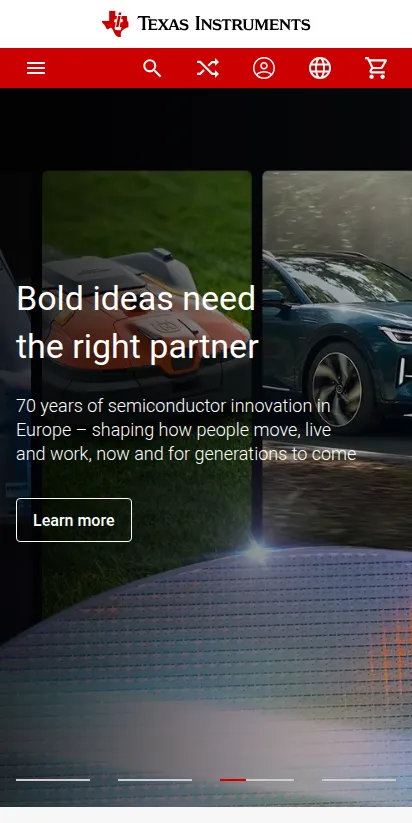 TEXAS INSTRUMENTS
Bold ideas need
the right partner
70 years of semiconductor innovation in
Europe – shaping how people move, live
and work, now and for generations to come
Learn more